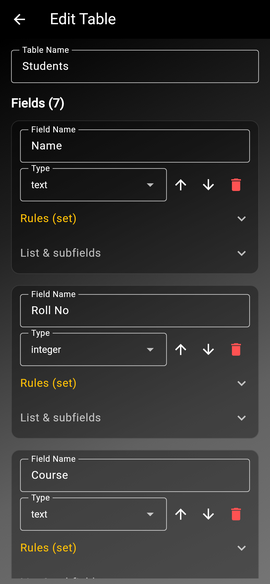 Edit Table
Table Name
Students
Fields (7)
Field Name
Name
Type
text
Rules (set)
List & subfields
Field Name
Roll No
Type
integer
Rules (set)
List & subfields
Field Name
Course
Type
text
Rules (set)